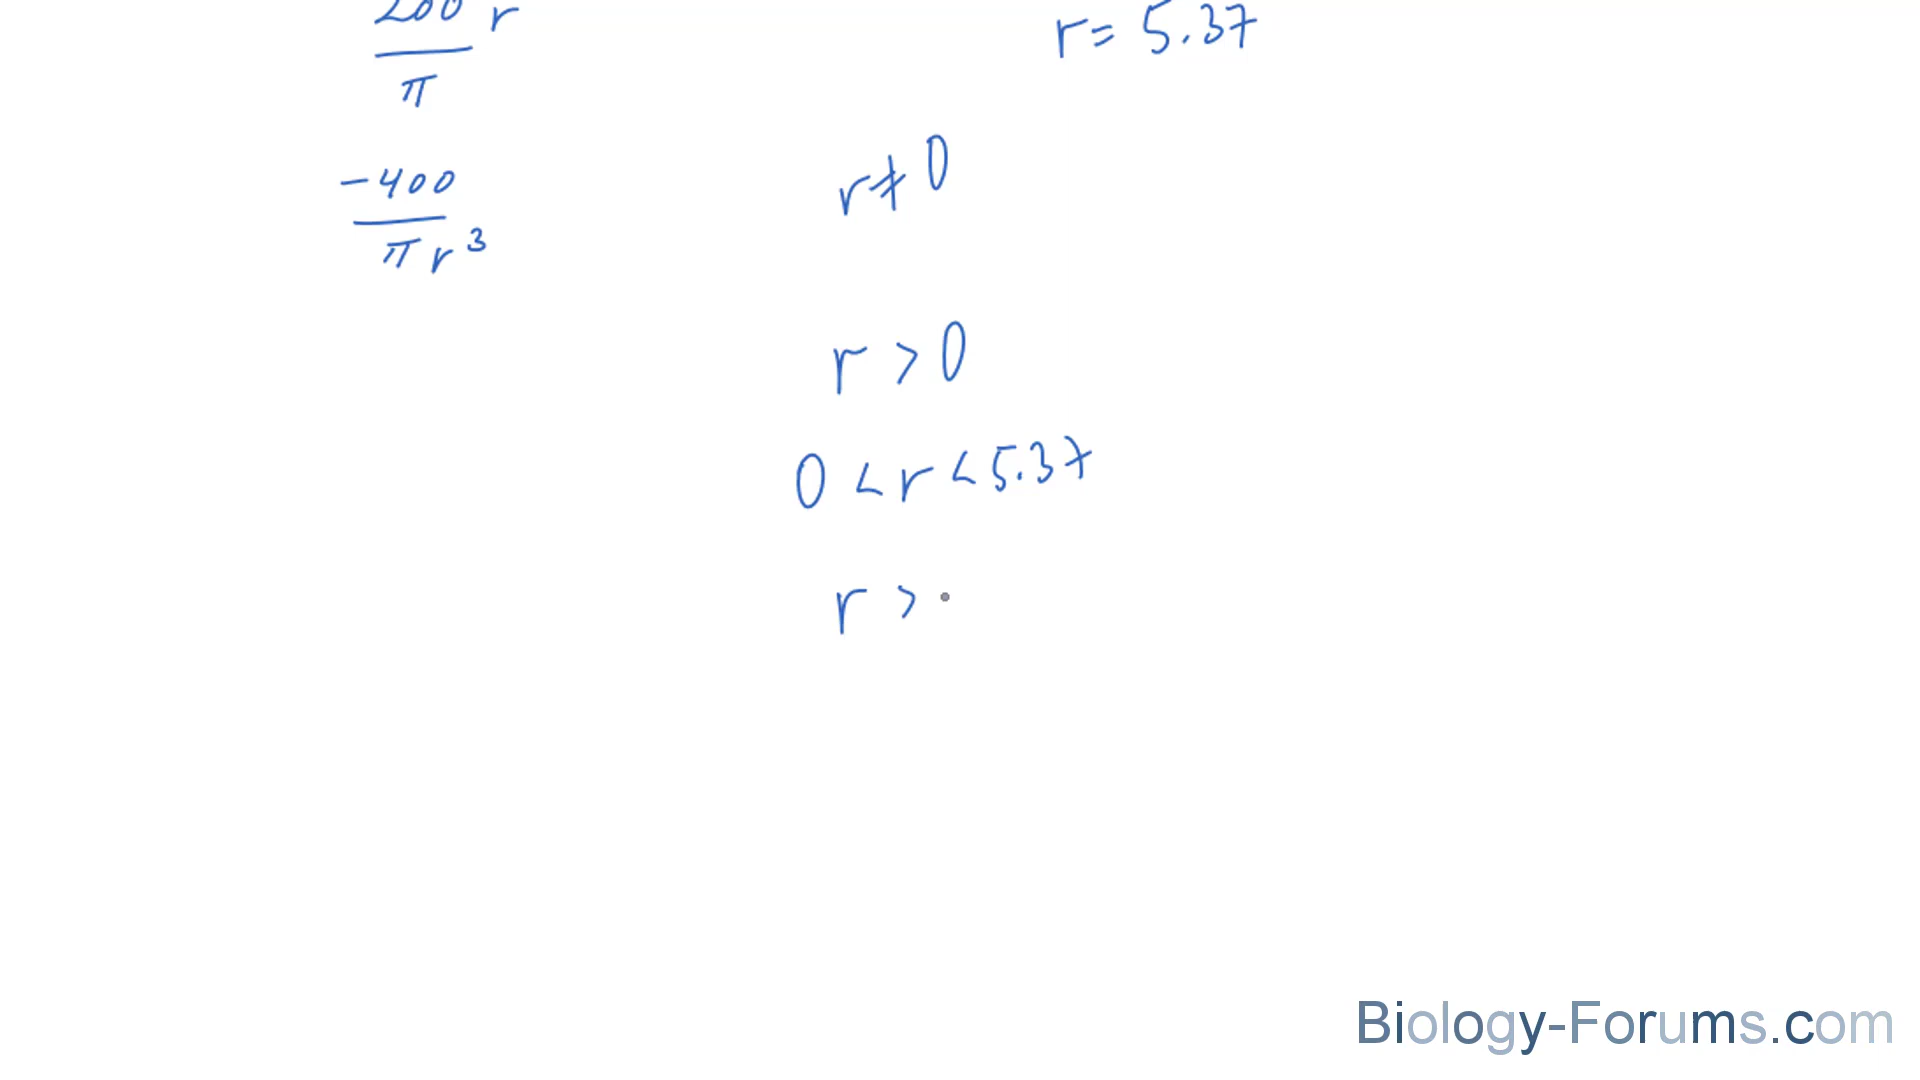 200 r
π
r = 5.37
-400
πr³
r ≠ 0
r > 0
0 < r < 5.37
r >
Biology-Forums.com